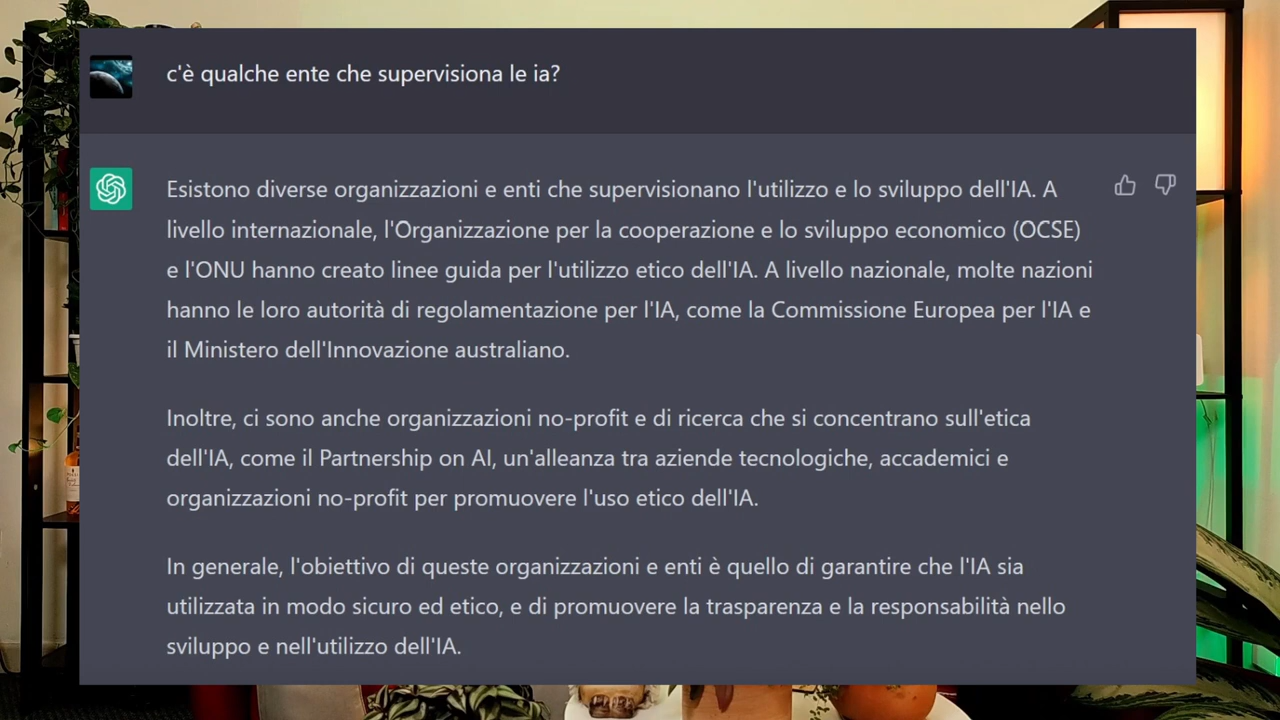 c'è qualche ente che supervisiona le ia?
Esistono diverse organizzazioni e enti che supervisionano l'utilizzo e lo sviluppo dell'IA. A
livello internazionale, l'Organizzazione per la cooperazione e lo sviluppo economico (OCSE)
e l'ONU hanno creato linee guida per l'utilizzo etico dell'IA. A livello nazionale, molte nazioni
hanno le loro autorità di regolamentazione per l'IA, come la Commissione Europea per l'IA e
il Ministero dell'Innovazione australiano.
Inoltre, ci sono anche organizzazioni no-profit e di ricerca che si concentrano sull'etica
dell'IA, come il Partnership on AI, un'alleanza tra aziende tecnologiche, accademici e
organizzazioni no-profit per promuovere l'uso etico dell'IA.
In generale, l'obiettivo di queste organizzazioni e enti è quello di garantire che l'IA sia
utilizzata in modo sicuro ed etico, e di promuovere la trasparenza e la responsabilità nello
sviluppo e nell'utilizzo dell'IA.